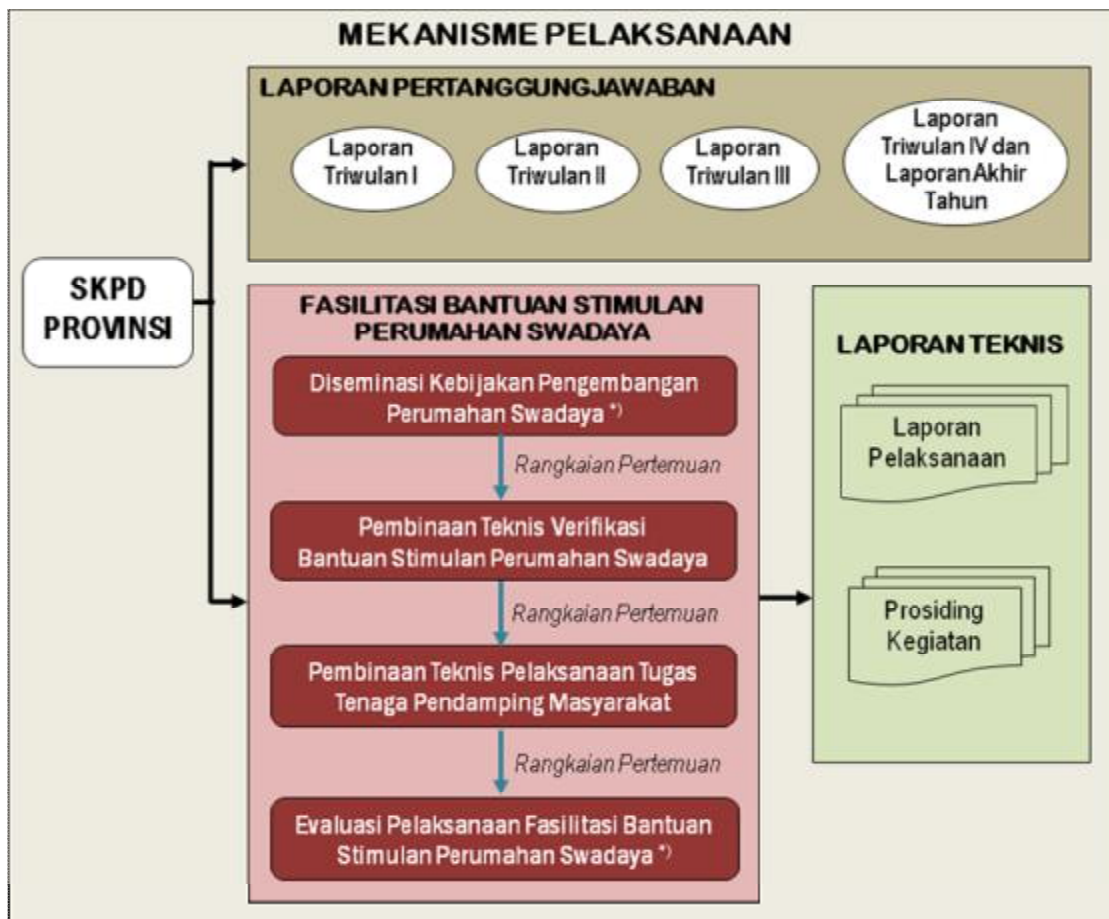 MEKANISME PELAKSANAAN
LAPORAN PERTANGGUNGJAWABAN
Laporan
Triwulan I
Laporan
Triwulan II
Laporan
Triwulan III
Laporan
Triwulan IV dan
Laporan Akhir
Tahun
SKPD
PROVINSI
FASILITASI BANTUAN STIMULAN
PERUMAHAN SWADAYA
Diseminasi Kebijakan Pengembangan
Perumahan Swadaya *)
Rangkaian Pertemuan
Pembinaan Teknis Verifikasi
Bantuan Stimulan Perumahan Swadaya
Rangkaian Pertemuan
Pembinaan Teknis Pelaksanaan Tugas
Tenaga Pendamping Masyarakat
Rangkaian Pertemuan
Evaluasi Pelaksanaan Fasilitasi Bantuan
Stimulan Perumahan Swadaya *)
LAPORAN TEKNIS
Laporan
Pelaksanaan
Prosiding
Kegiatan